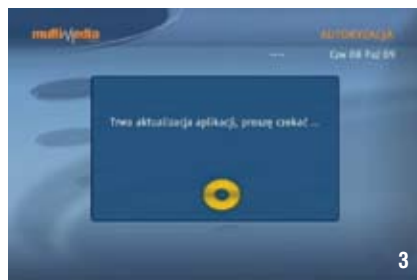 multimedia
AUTORYZACJA
Czw 08 Paź 09
Trwa aktualizacja aplikacji, proszę czekać ...
3